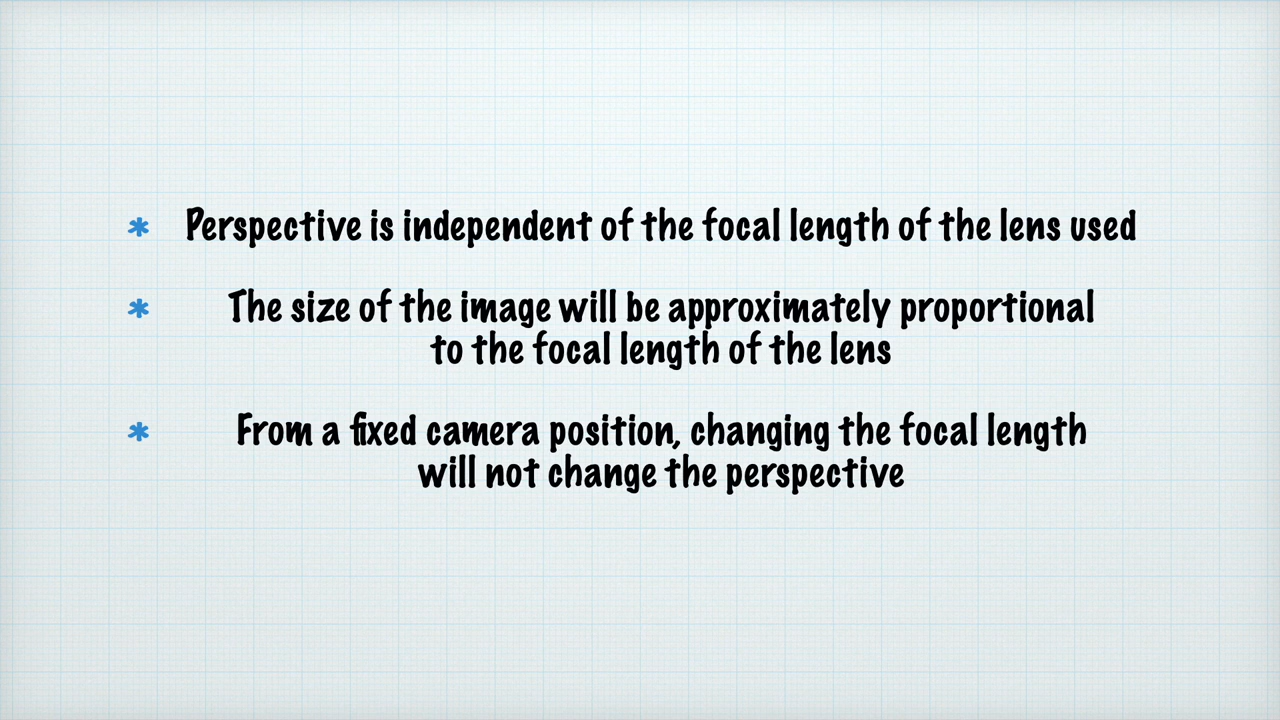 * Perspective is independent of the focal length of the lens used
* The size of the image will be approximately proportional
to the focal length of the lens
* From a fixed camera position, changing the focal length
will not change the perspective